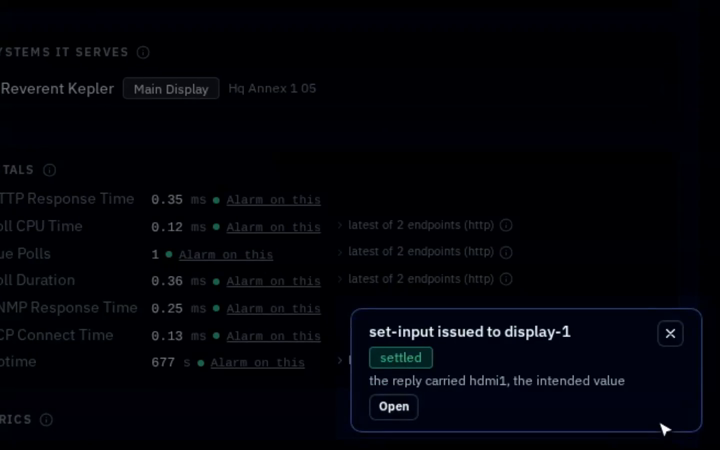 YSTEMS IT SERVES
Reverent Kepler Main Display Hq Annex 1 05
TALS
TTP Response Time 0.35 ms Alarm on this
oll CPU Time 0.12 ms Alarm on this › latest of 2 endpoints (http)
ue Polls 1 Alarm on this › latest of 2 endpoints (http)
oll Duration 0.36 ms Alarm on this › latest of 2 endpoints (http)
NMP Response Time 0.25 ms Alarm on this
CP Connect Time 0.13 ms Alarm on this
ptime 677 s Alarm on this ›
RICS
set-input issued to display-1
settled
the reply carried hdmi1, the intended value
Open